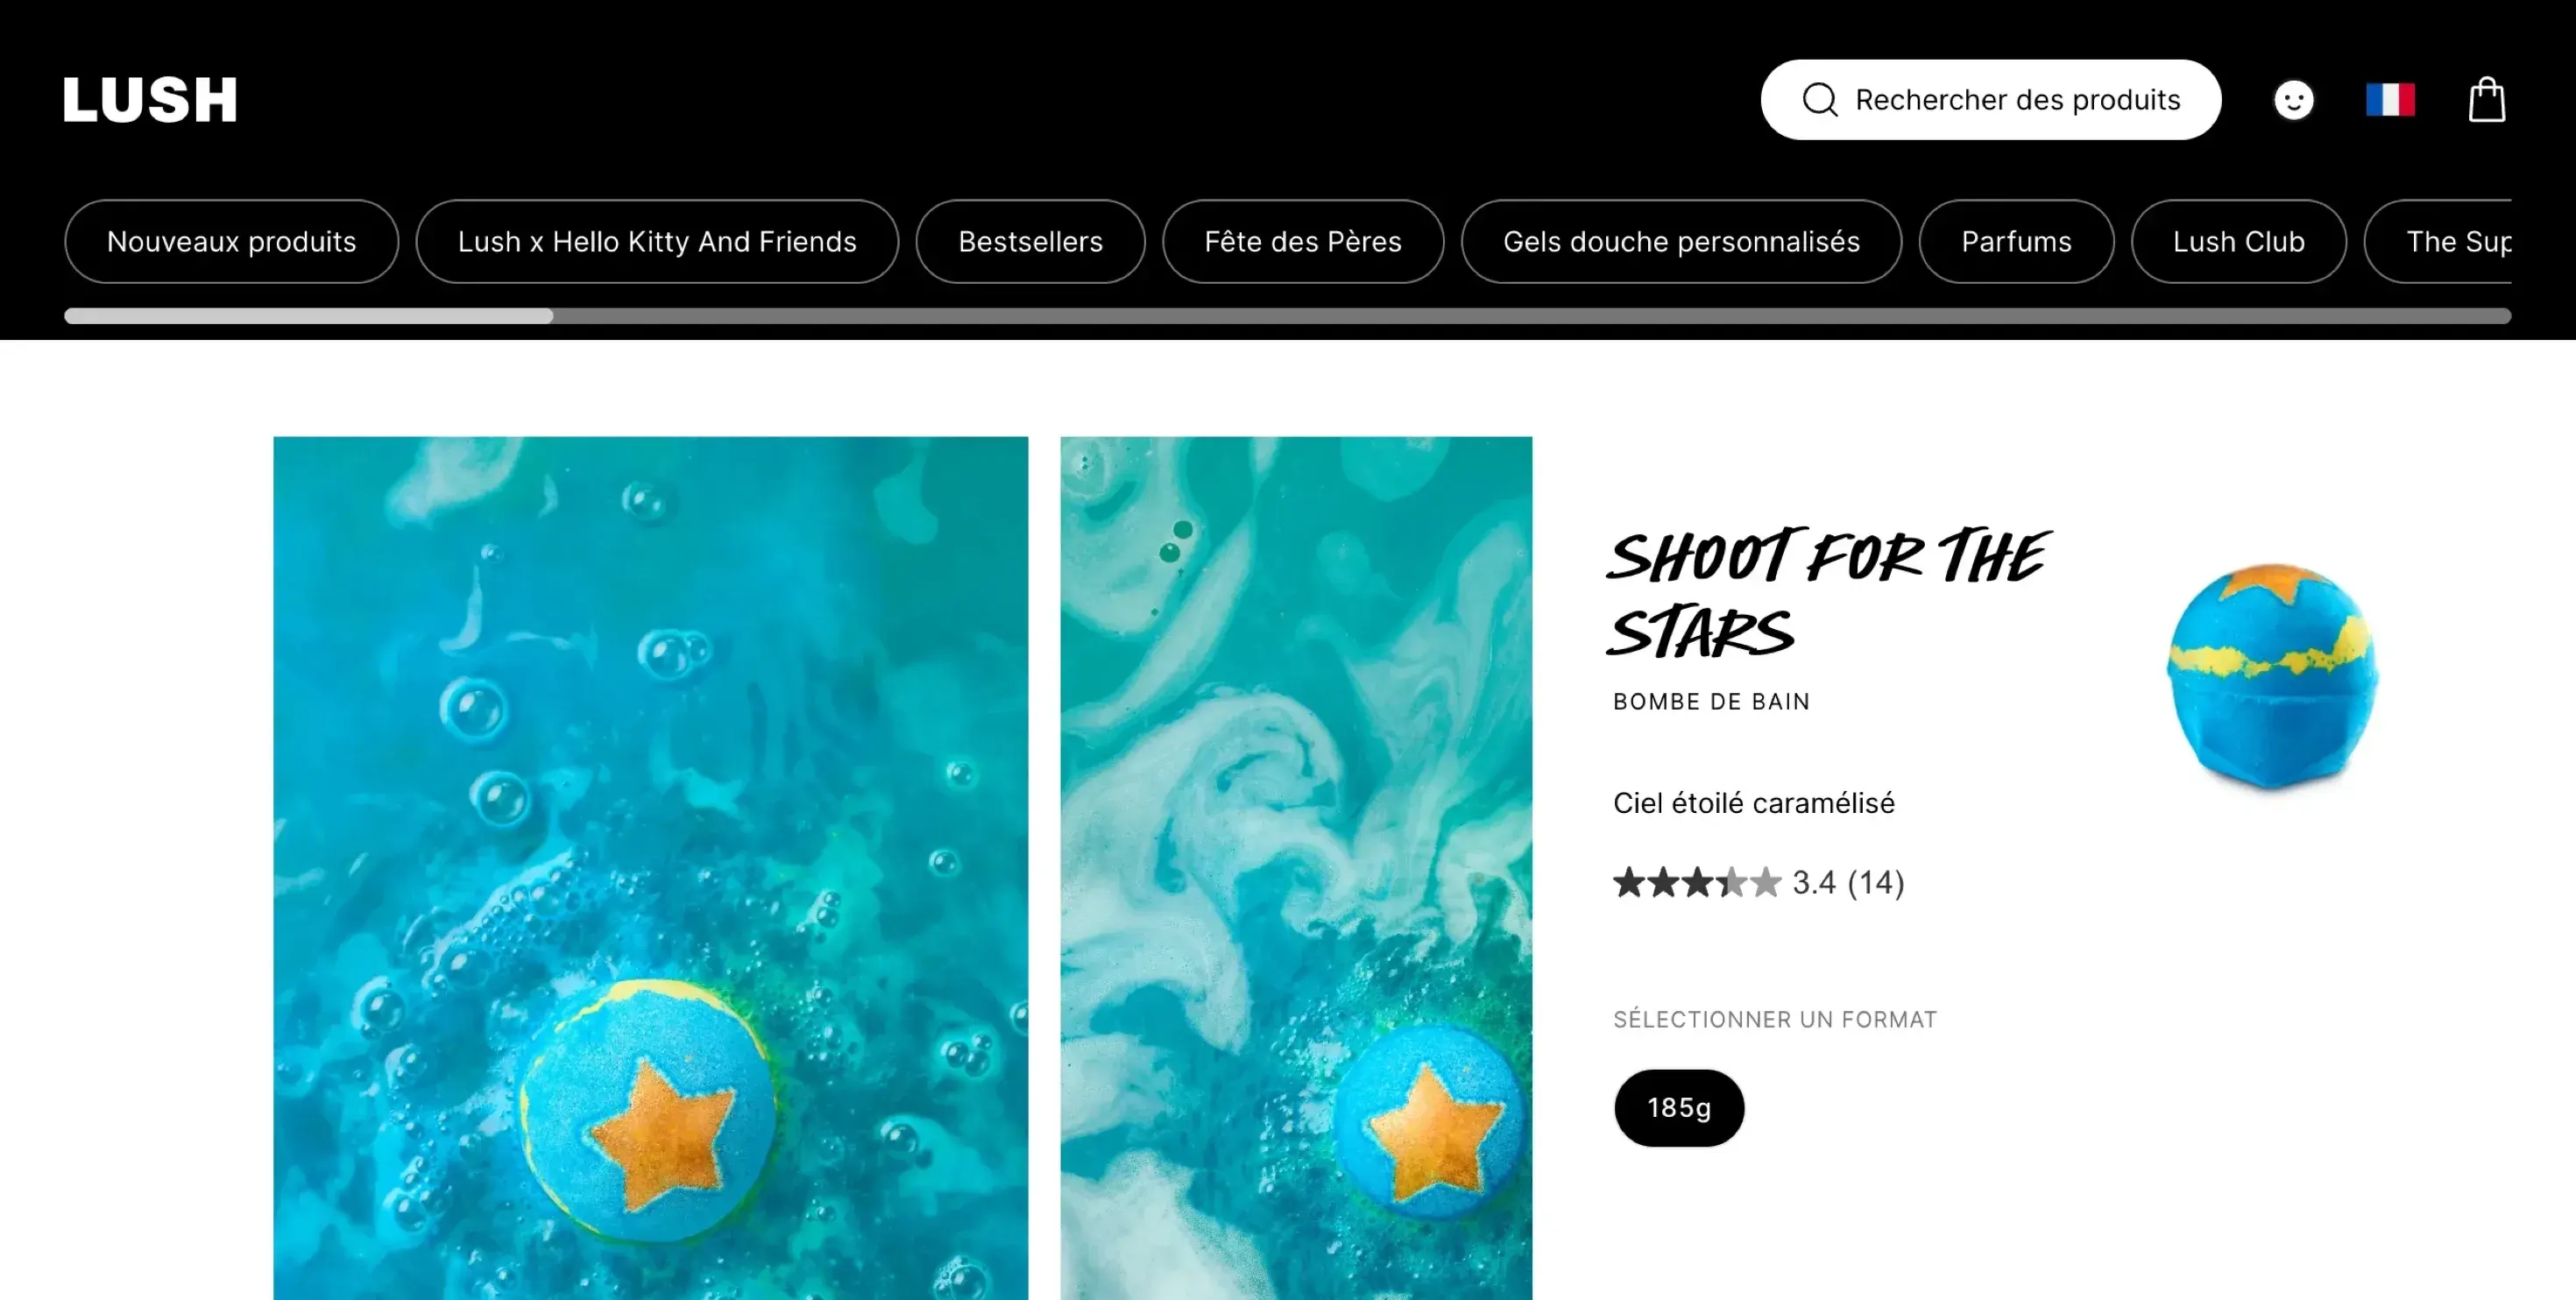 LUSH
Rechercher des produits
Nouveaux produits
Lush x Hello Kitty And Friends
Bestsellers
Fête des Pères
Gels douche personnalisés
Parfums
Lush Club
The Sup
SHOOT FOR THE
STARS
BOMBE DE BAIN
Ciel étoilé caramélisé
3.4 (14)
SÉLECTIONNER UN FORMAT
185g